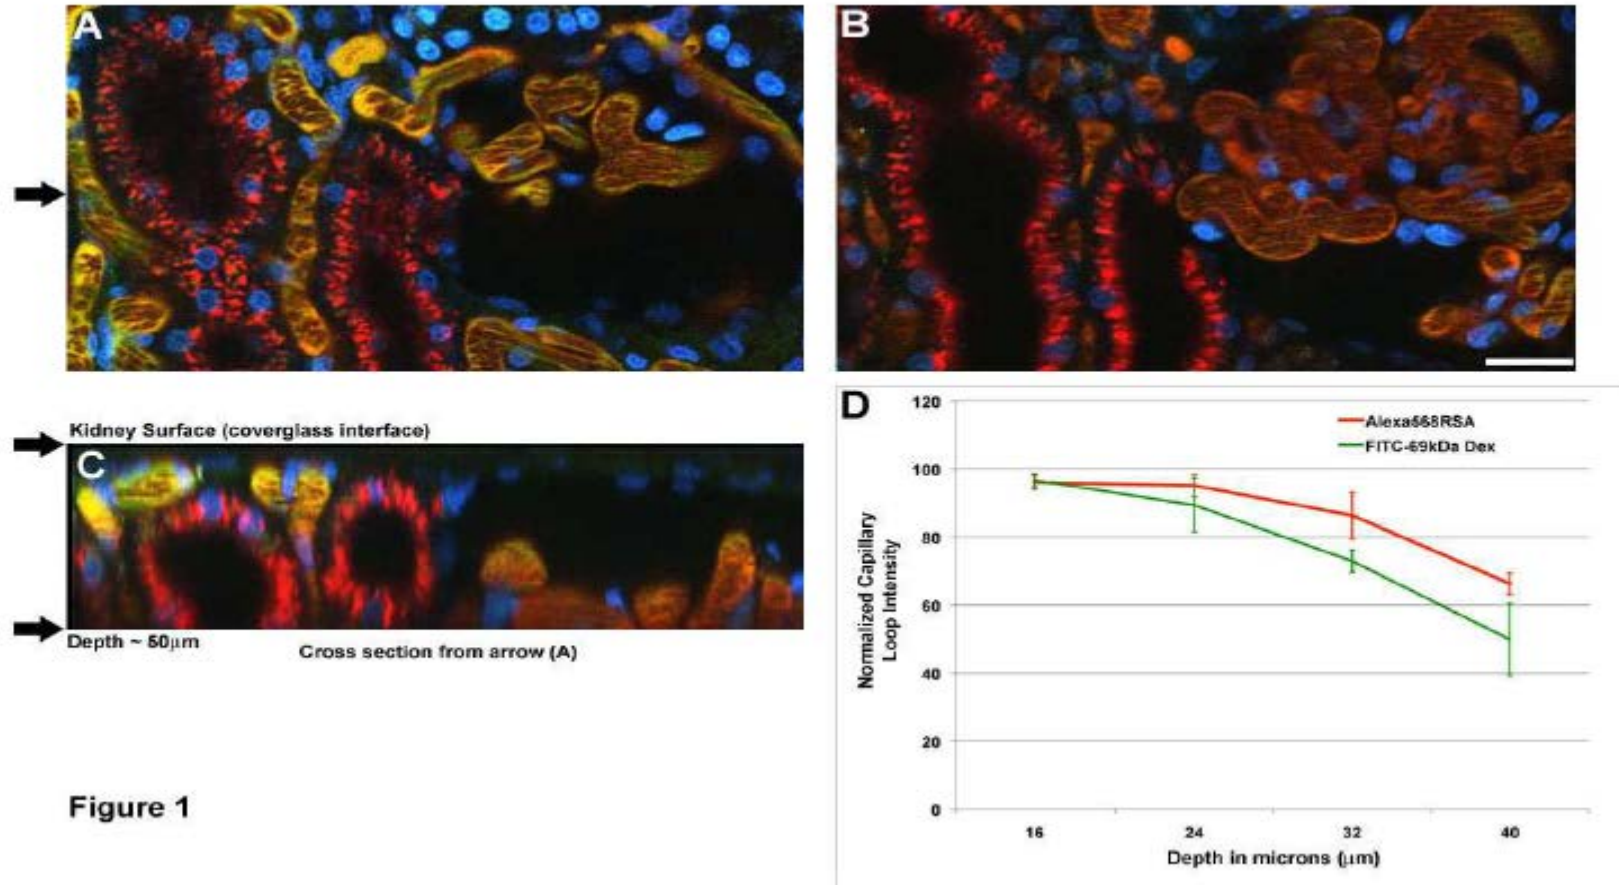 A
B
Kidney Surface (coverglass interface)
C
Depth ~ 50μm
Cross section from arrow (A)
D
120
100
80
60
40
20
0
Alexa568RSA
FITC-69kDa Dex
Normalized Capillary
Loop Intensity
16 24 32 40
Depth in microns (μm)
Figure 1